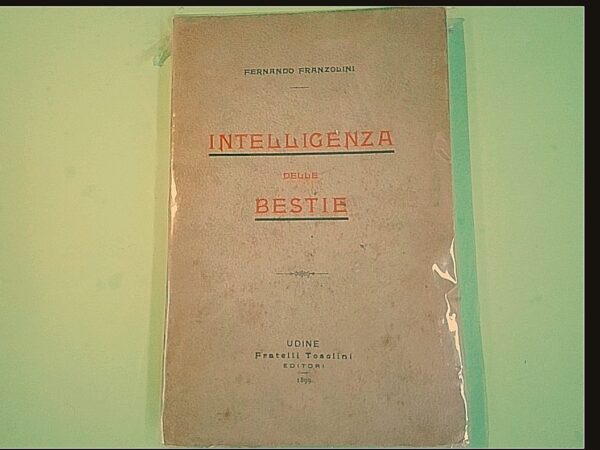 FERNANDO FRANZOLINI
INTELLIGENZA
DELLE
BESTIE
UDINE
Fratelli Tosolini
EDITORI
1899.